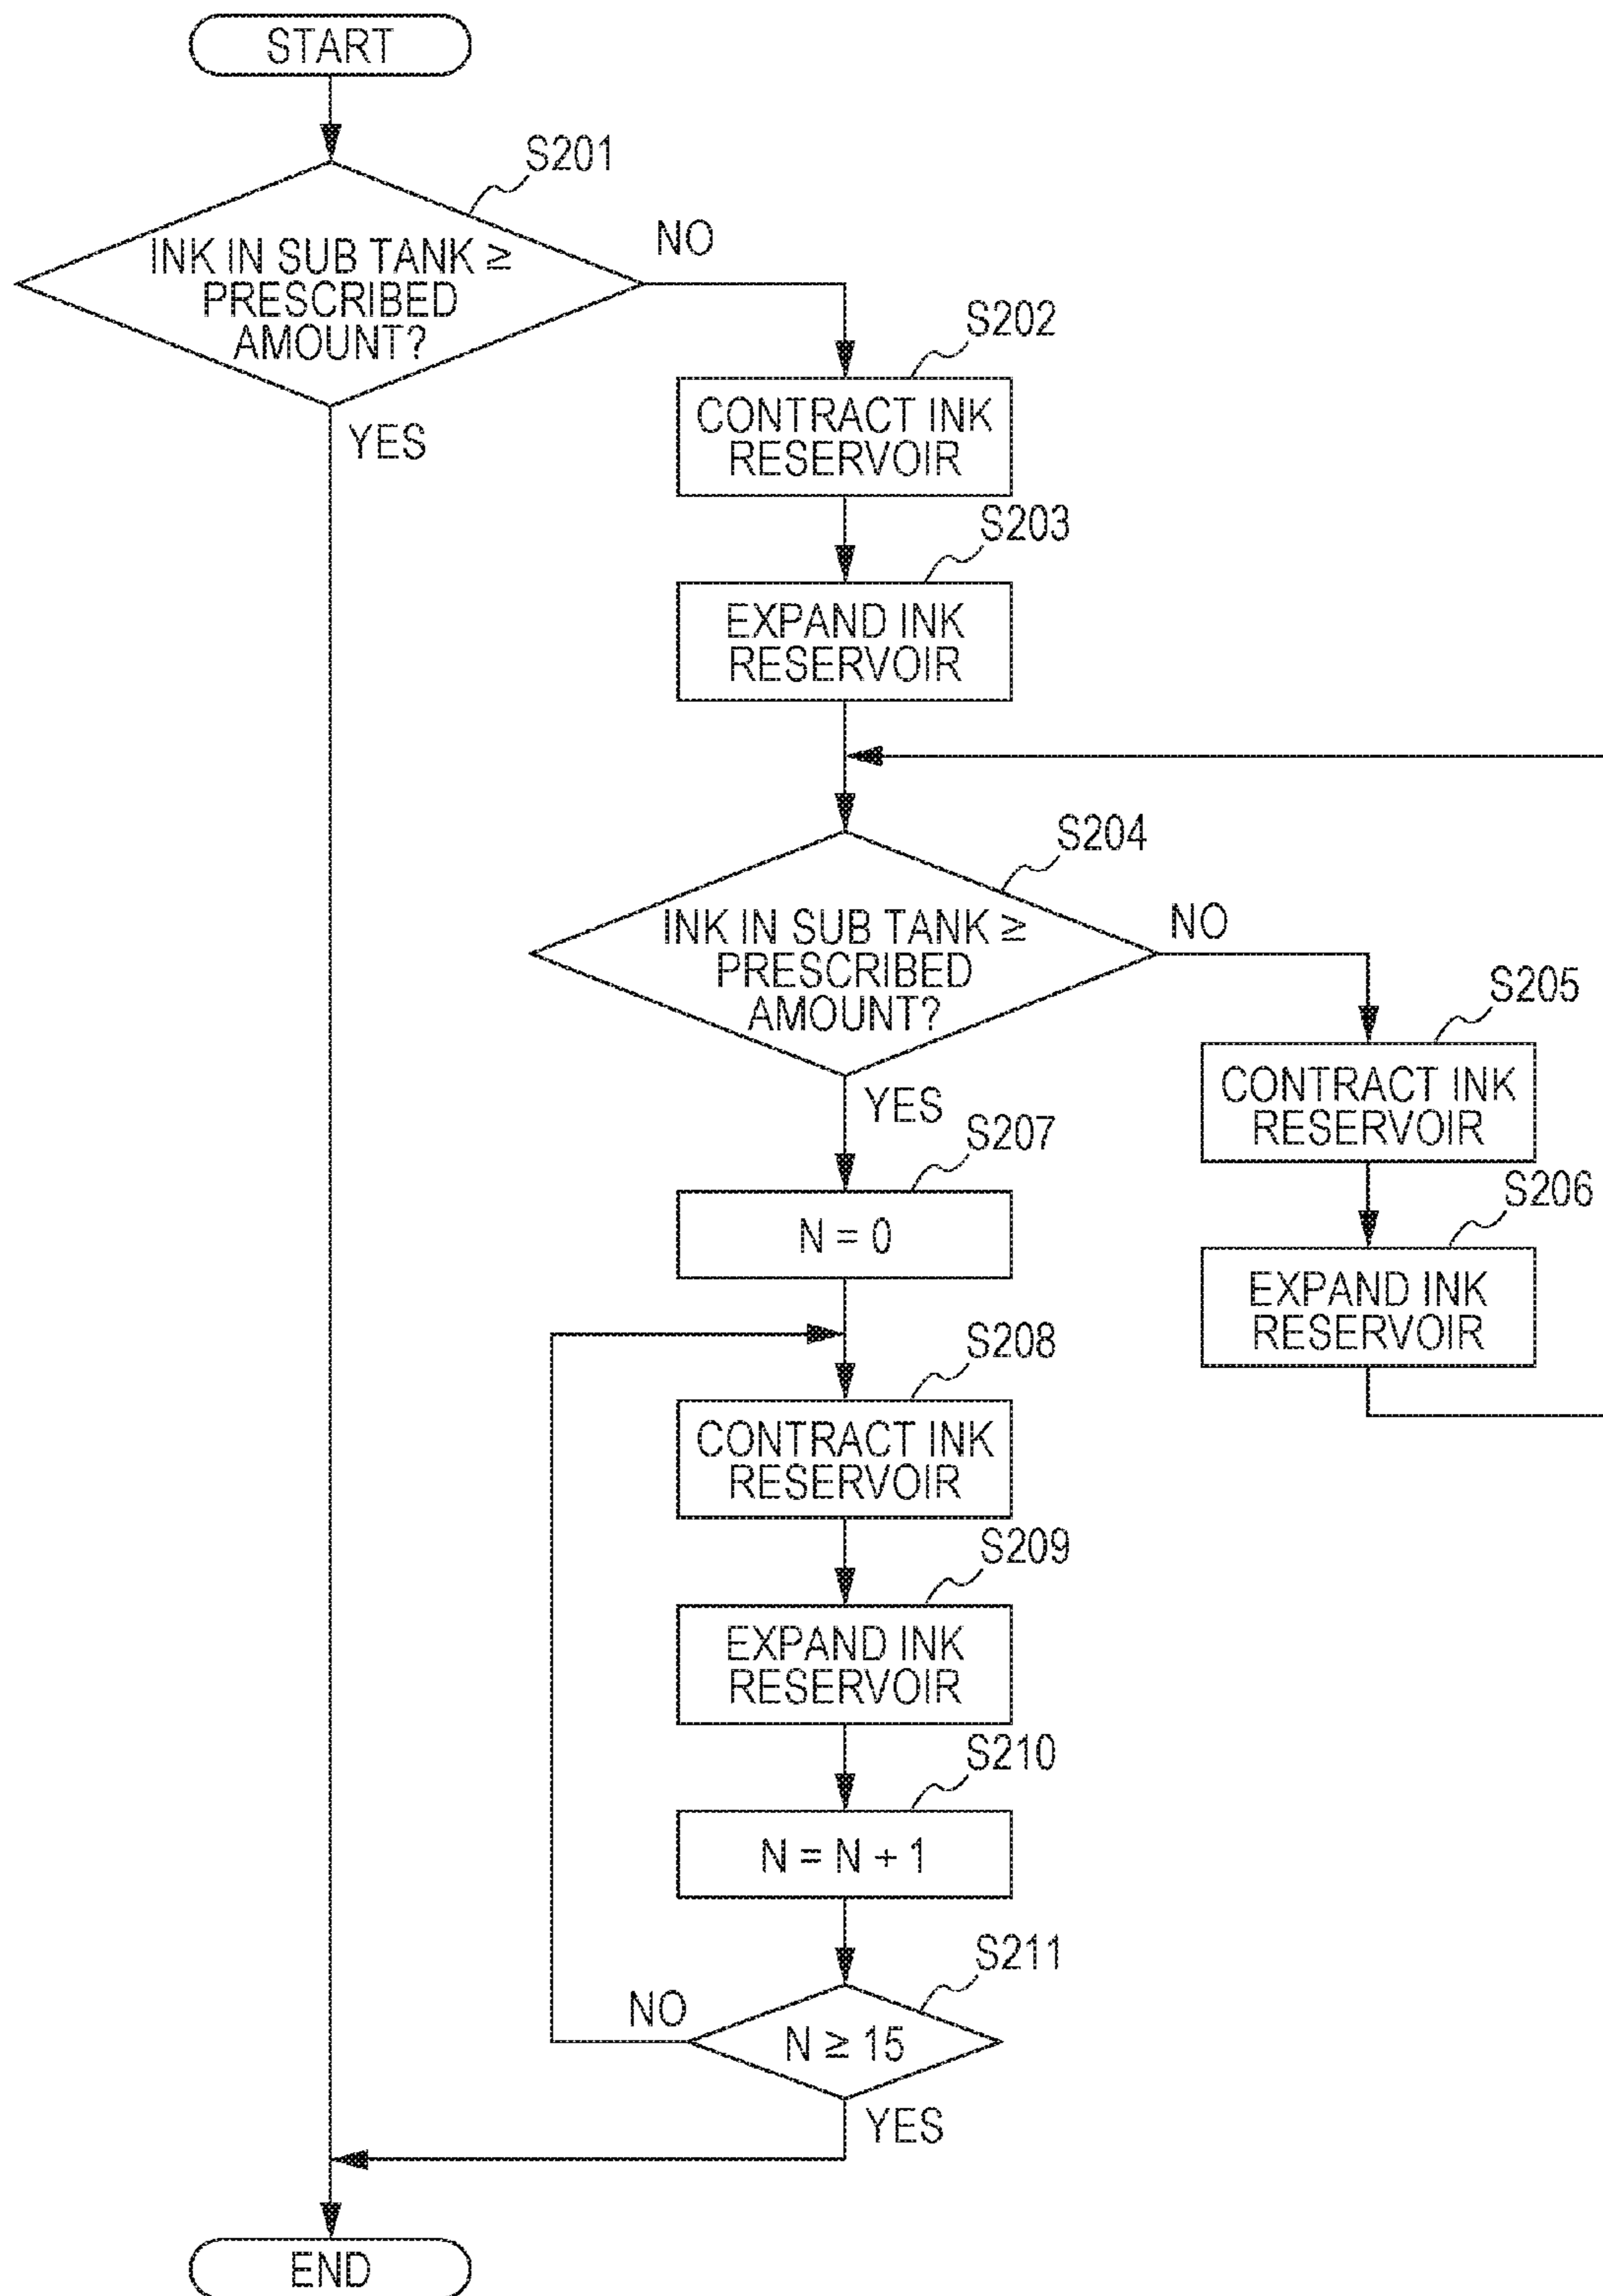 START
S201
INK IN SUB TANK ≥
PRESCRIBED
AMOUNT?
NO
YES
S202
CONTRACT INK
RESERVOIR
S203
EXPAND INK
RESERVOIR
S204
INK IN SUB TANK ≥
PRESCRIBED
AMOUNT?
NO
YES
S205
CONTRACT INK
RESERVOIR
S206
EXPAND INK
RESERVOIR
S207
N = 0
S208
CONTRACT INK
RESERVOIR
S209
EXPAND INK
RESERVOIR
S210
N = N + 1
S211
N ≥ 15
NO
YES
END